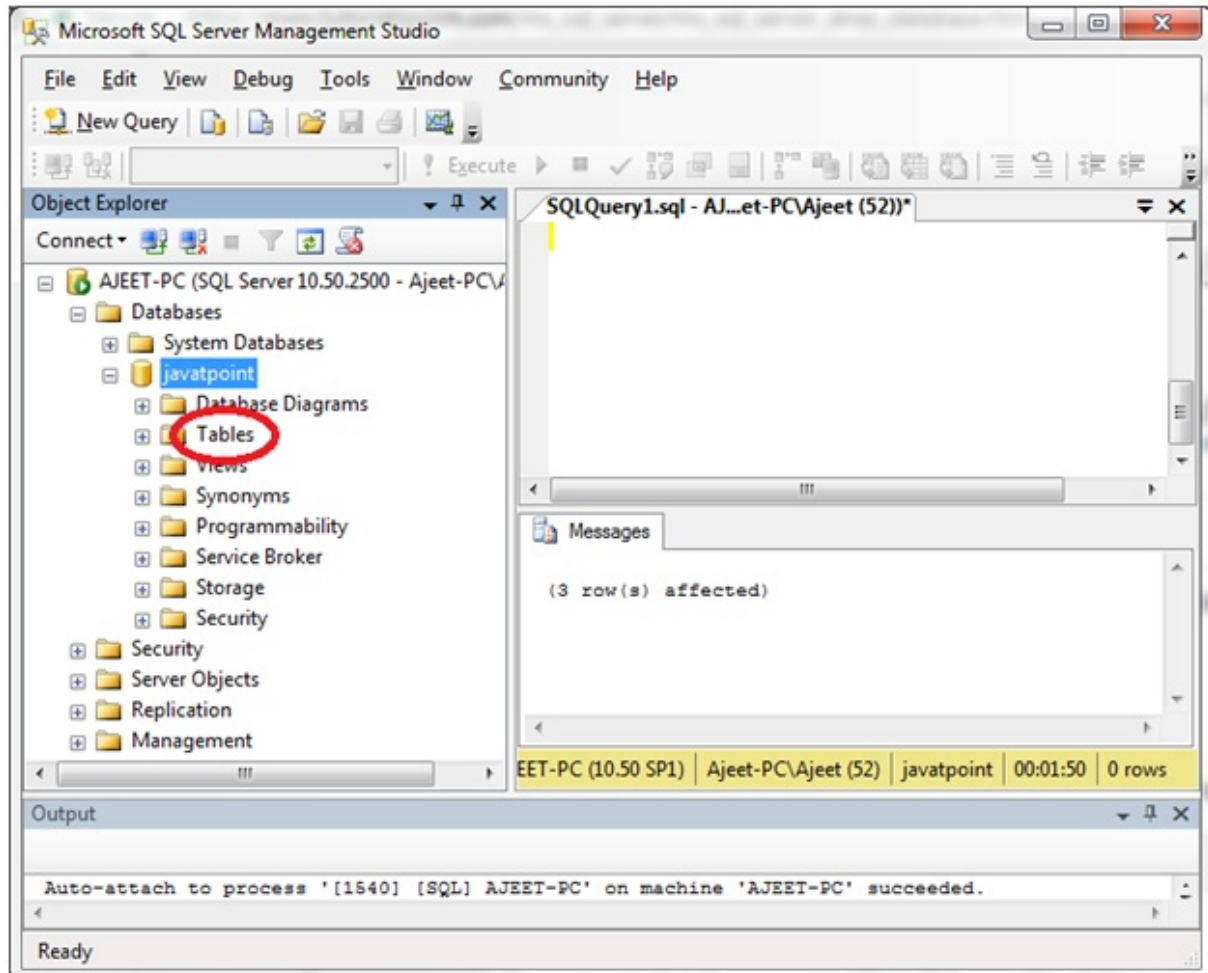 Microsoft SQL Server Management Studio
File Edit View Debug Tools Window Community Help
New Query
Execute
Object Explorer
Connect
AJEET-PC (SQL Server 10.50.2500 - Ajeet-PC\A
Databases
System Databases
javatpoint
Database Diagrams
Tables
Views
Synonyms
Programmability
Service Broker
Storage
Security
Security
Server Objects
Replication
Management
SQLQuery1.sql - AJ...et-PC\Ajeet (52))*
Messages
(3 row(s) affected)
EET-PC (10.50 SP1) Ajeet-PC\Ajeet (52) javatpoint 00:01:50 0 rows
Output
Auto-attach to process '[1540] [SQL] AJEET-PC' on machine 'AJEET-PC' succeeded.
Ready